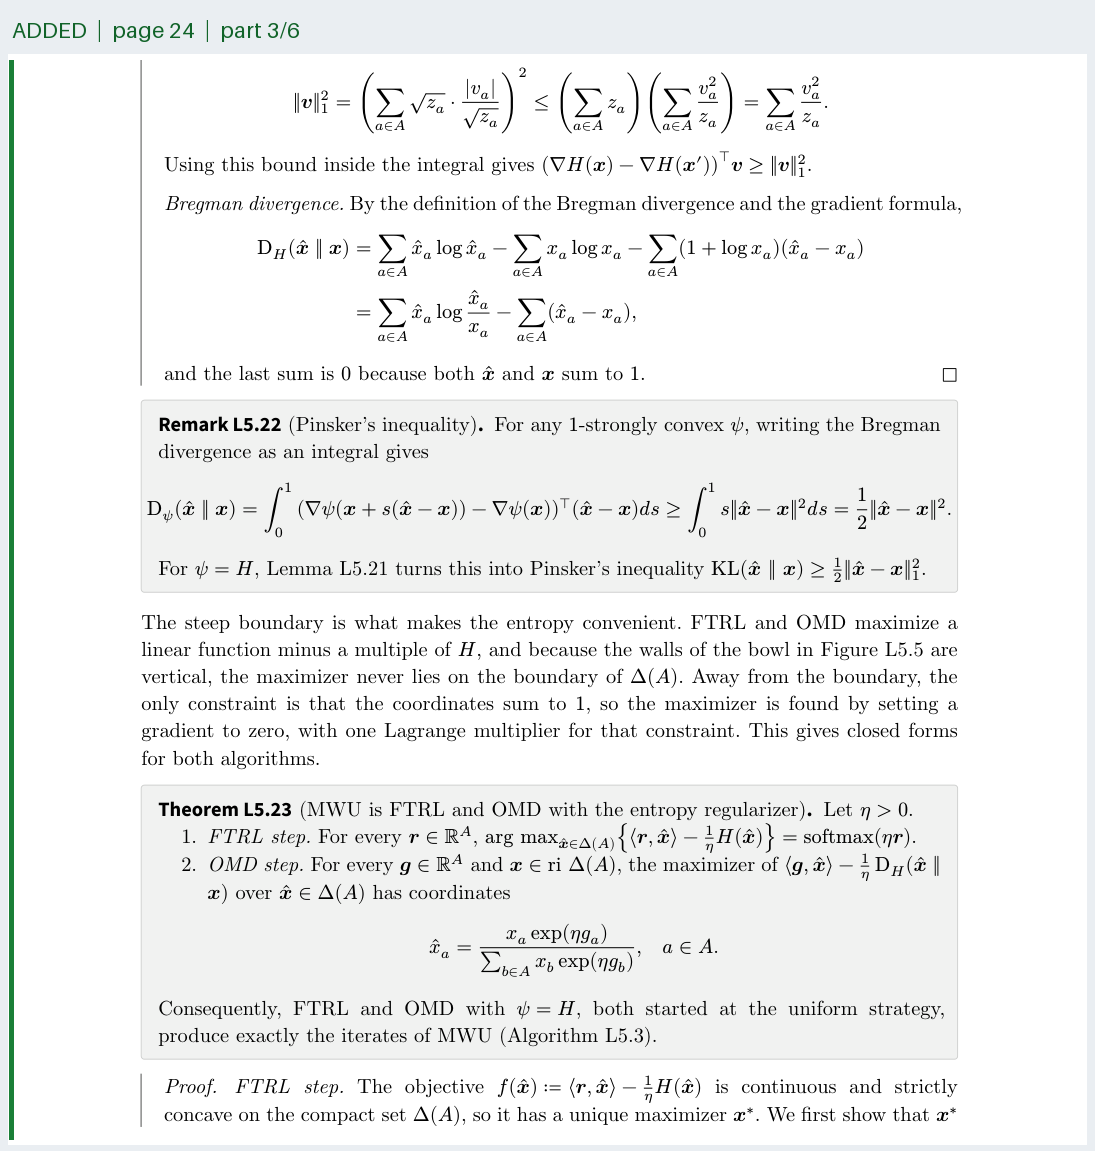 ADDED | page 24 | part 3/6
‖v‖₁² = (∑_{a∈A} √z_a · |v_a|/√z_a)² ≤ (∑_{a∈A} z_a)(∑_{a∈A} v_a²/z_a) = ∑_{a∈A} v_a²/z_a.
Using this bound inside the integral gives (∇H(x) − ∇H(x′))⊤v ≥ ‖v‖₁².
Bregman divergence. By the definition of the Bregman divergence and the gradient formula,
D_H(x̂ ‖ x) = ∑_{a∈A} x̂_a log x̂_a − ∑_{a∈A} x_a log x_a − ∑_{a∈A} (1 + log x_a)(x̂_a − x_a)
= ∑_{a∈A} x̂_a log x̂_a/x_a − ∑_{a∈A} (x̂_a − x_a),
and the last sum is 0 because both x̂ and x sum to 1. □
Remark L5.22 (Pinsker's inequality). For any 1-strongly convex ψ, writing the Bregman
divergence as an integral gives
D_ψ(x̂ ‖ x) = ∫₀¹ (∇ψ(x + s(x̂ − x)) − ∇ψ(x))⊤(x̂ − x)ds ≥ ∫₀¹ s‖x̂ − x‖²ds = 1/2‖x̂ − x‖².
For ψ = H, Lemma L5.21 turns this into Pinsker's inequality KL(x̂ ‖ x) ≥ ½‖x̂ − x‖₁².
The steep boundary is what makes the entropy convenient. FTRL and OMD maximize a
linear function minus a multiple of H, and because the walls of the bowl in Figure L5.5 are
vertical, the maximizer never lies on the boundary of Δ(A). Away from the boundary, the
only constraint is that the coordinates sum to 1, so the maximizer is found by setting a
gradient to zero, with one Lagrange multiplier for that constraint. This gives closed forms
for both algorithms.
Theorem L5.23 (MWU is FTRL and OMD with the entropy regularizer). Let η > 0.
1. FTRL step. For every r ∈ ℝ^A, arg max_{x̂∈Δ(A)}{⟨r, x̂⟩ − 1/η H(x̂)} = softmax(ηr).
2. OMD step. For every g ∈ ℝ^A and x ∈ ri Δ(A), the maximizer of ⟨g, x̂⟩ − 1/η D_H(x̂ ‖
x) over x̂ ∈ Δ(A) has coordinates
x̂_a = x_a exp(ηg_a) / ∑_{b∈A} x_b exp(ηg_b), a ∈ A.
Consequently, FTRL and OMD with ψ = H, both started at the uniform strategy,
produce exactly the iterates of MWU (Algorithm L5.3).
Proof. FTRL step. The objective f(x̂) ≔ ⟨r, x̂⟩ − 1/η H(x̂) is continuous and strictly
concave on the compact set Δ(A), so it has a unique maximizer x*. We first show that x*